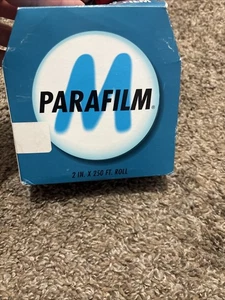 M
PARAFILM®
2 IN. X 250 FT. ROLL